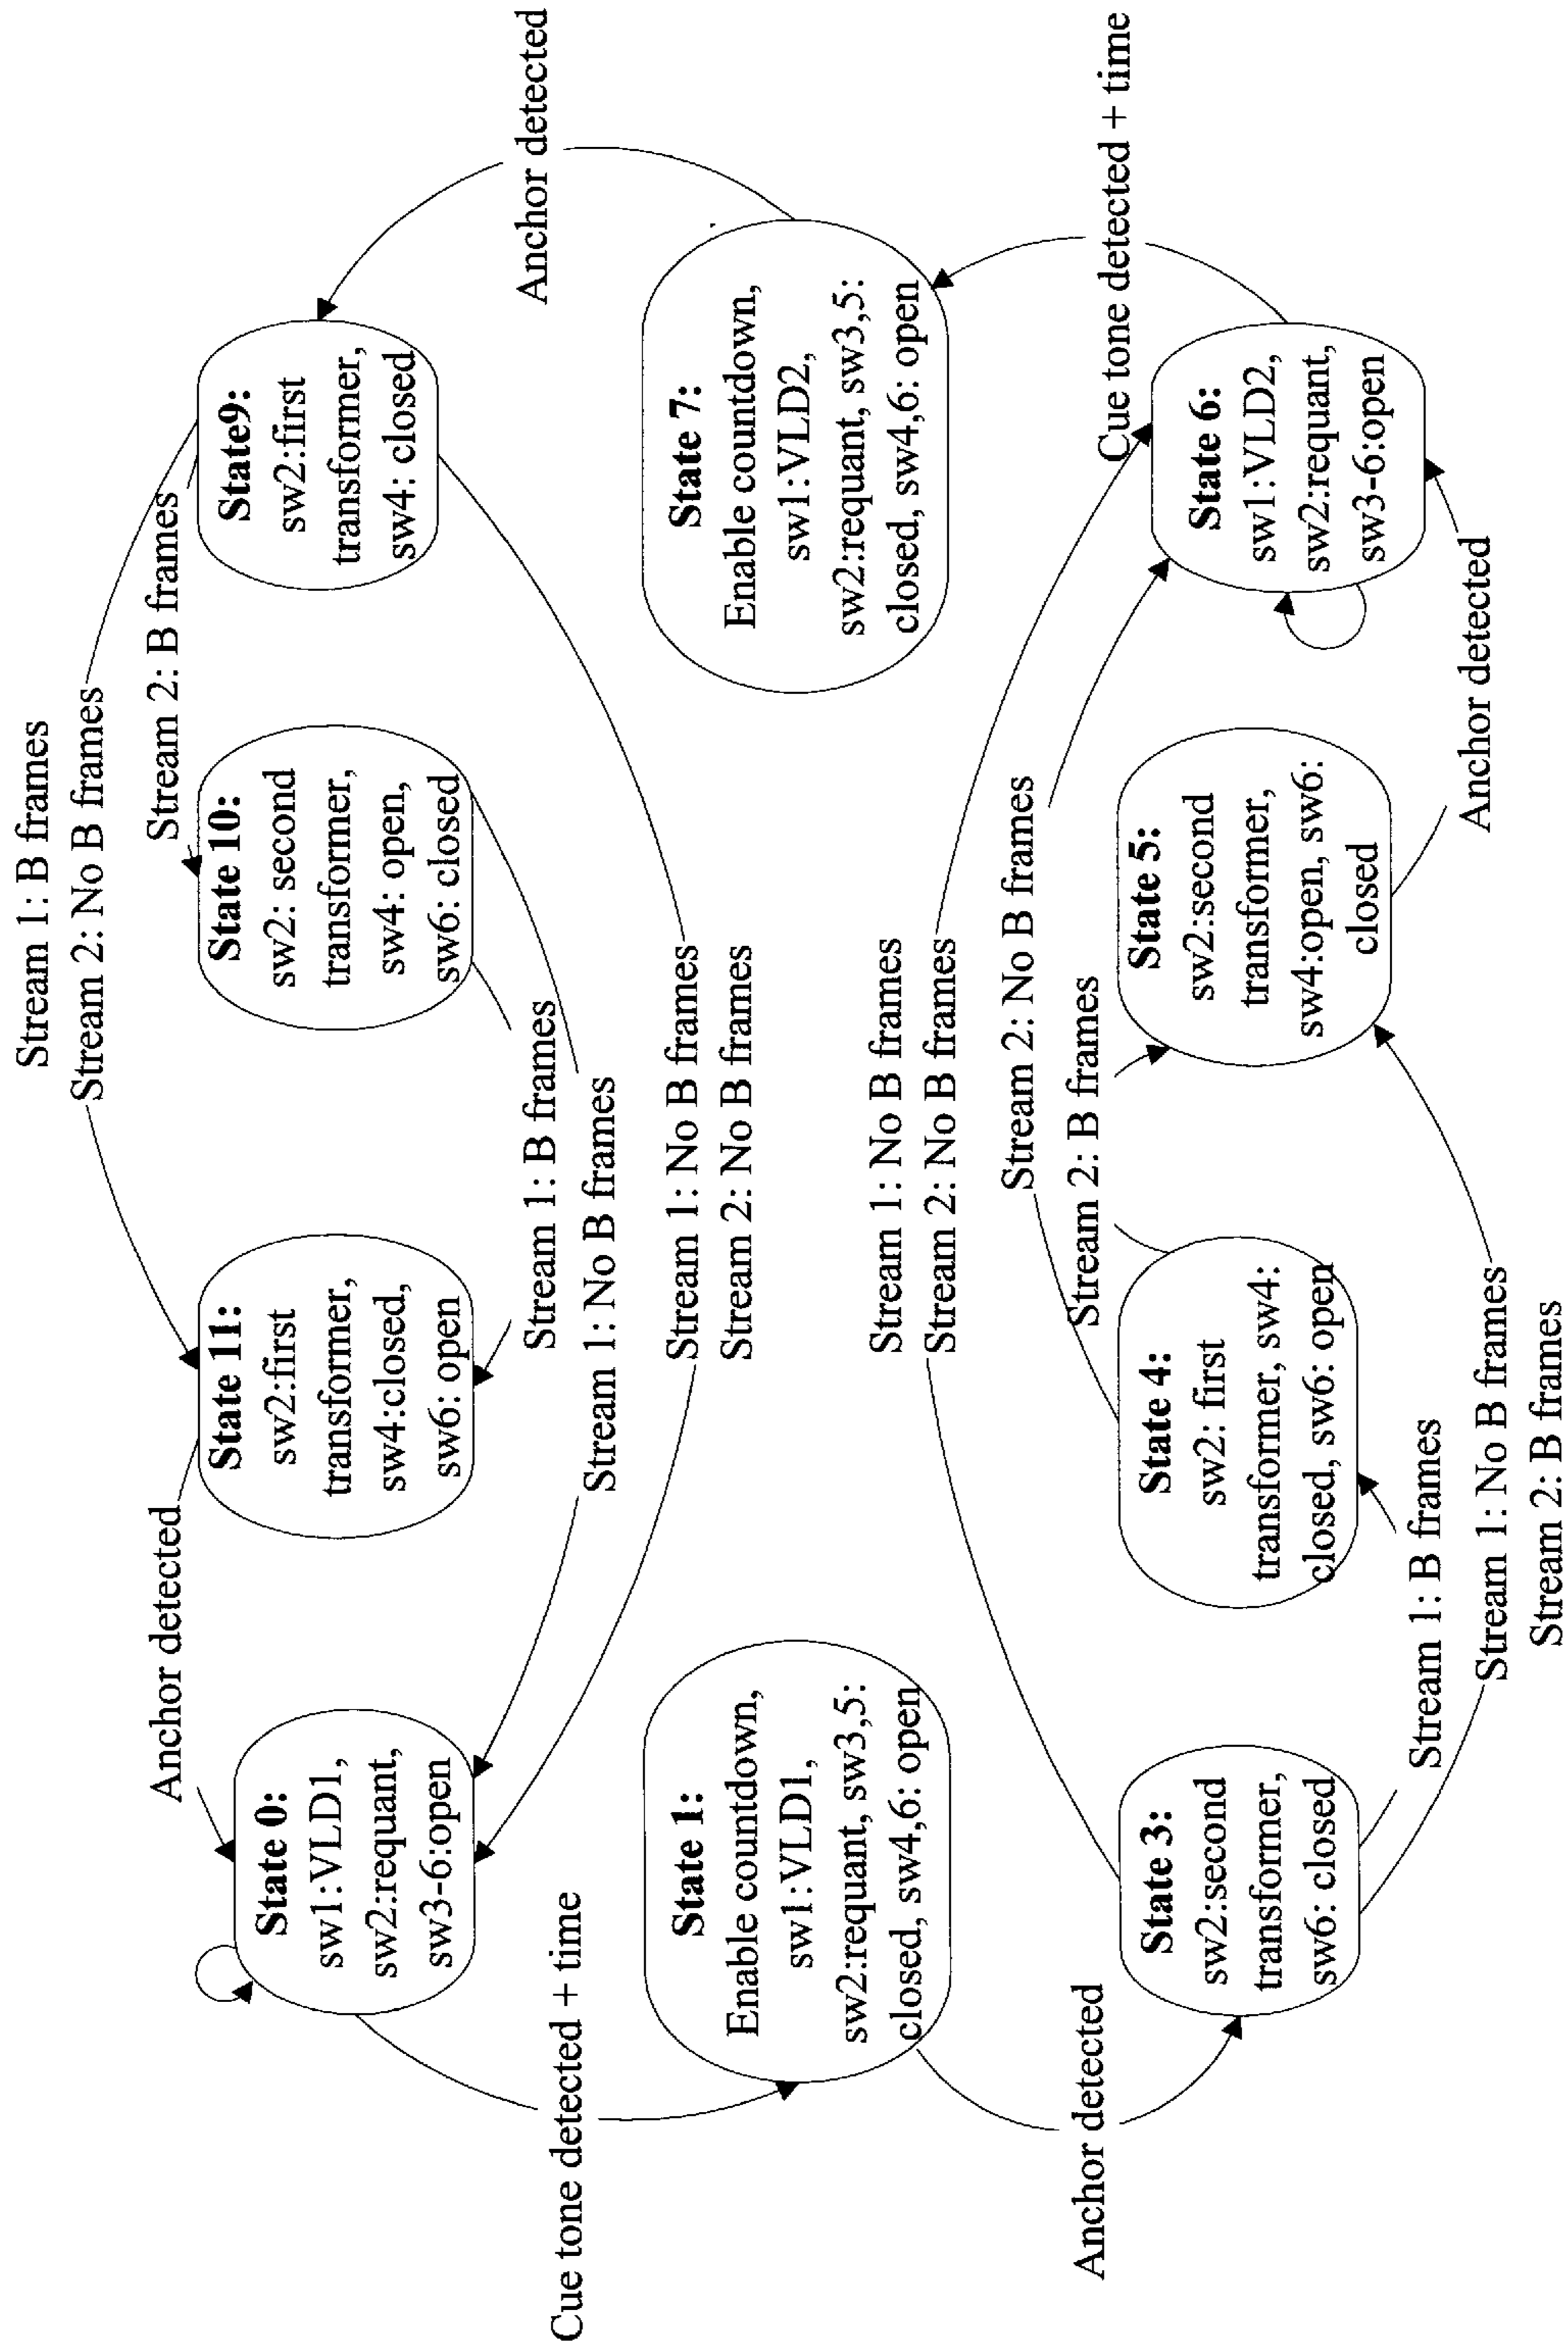 Stream 1: B frames
Stream 2: No B frames
Anchor detected
Stream 2: B frames
State 0:
sw1:VLD1,
sw2:requant,
sw3-6:open
State 11:
sw2:first
transformer,
sw4:closed,
sw6: open
State 10:
sw2: second
transformer,
sw4: open,
sw6: closed
State9:
sw2:first
transformer,
sw4: closed
Stream 1: B frames
Stream 1: No B frames
Cue tone detected + time
Anchor detected
Stream 1: No B frames
Stream 2: No B frames
State 1:
Enable countdown,
sw1:VLD1,
sw2:requant, sw3,5:
closed, sw4,6: open
State 7:
Enable countdown,
sw1:VLD2,
sw2:requant, sw3,5:
closed, sw4,6: open
Stream 1: No B frames
Stream 2: No B frames
Stream 2: No B frames
Stream 2: B frames
Anchor detected
Cue tone detected + time
State 3:
sw2:second
transformer,
sw6: closed
State 4:
sw2: first
transformer, sw4:
closed, sw6: open
State 5:
sw2:second
transformer,
sw4:open, sw6:
closed
State 6:
sw1:VLD2,
sw2:requant,
sw3-6:open
Stream 1: B frames
Anchor detected
Stream 1: No B frames
Stream 2: B frames